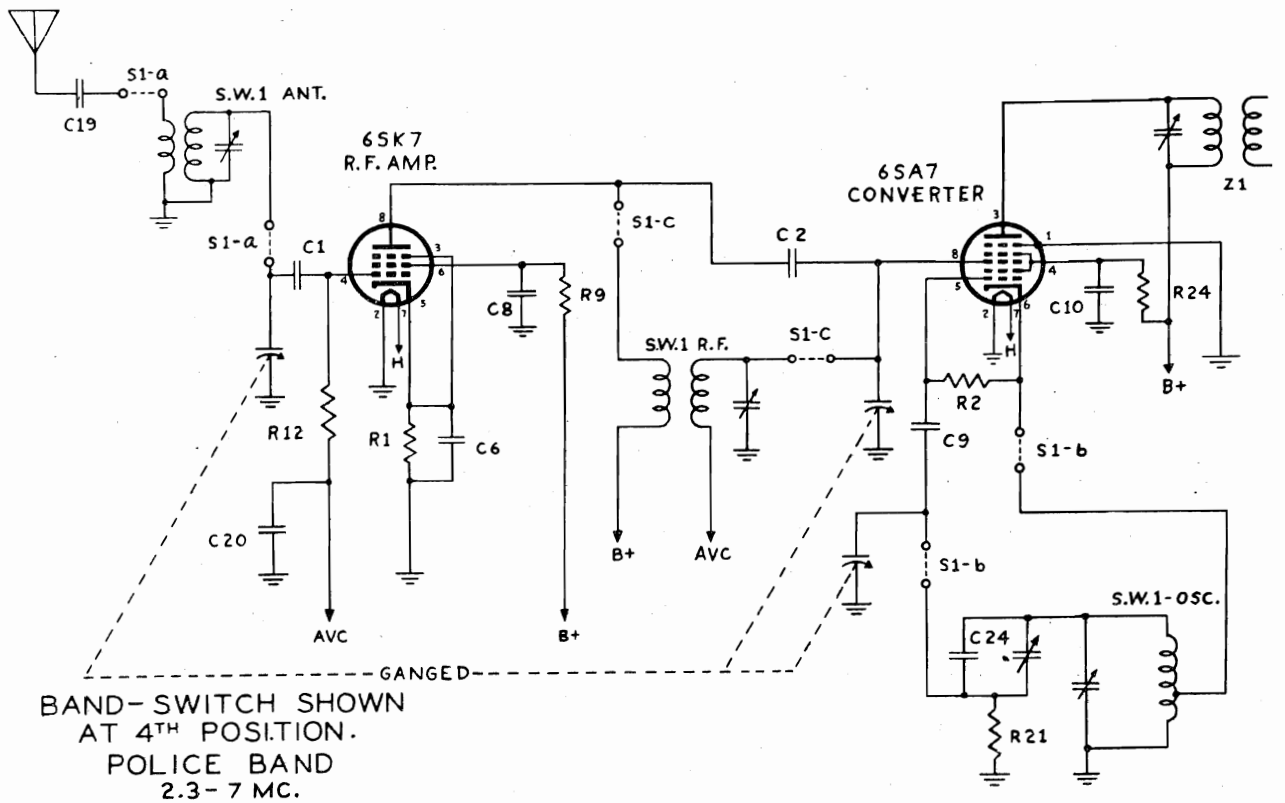 S1-a
S.W.1 ANT.
C19
6SK7
R.F. AMP.
6SA7
CONVERTER
Z1
S1-a
C1
8
3
4
6
2
7
5
H
C8
R9
S1-C
C2
3
1
8
4
5
2
7
6
H
C10
R24
B+
S.W.1 R.F.
S1-C
R2
R12
R1
C6
C9
S1-b
C20
B+
AVC
S1-b
S.W.1-OSC.
AVC
B+
C24
GANGED
R21
BAND-SWITCH SHOWN
AT 4TH POSITION.
POLICE BAND
2.3-7 MC.